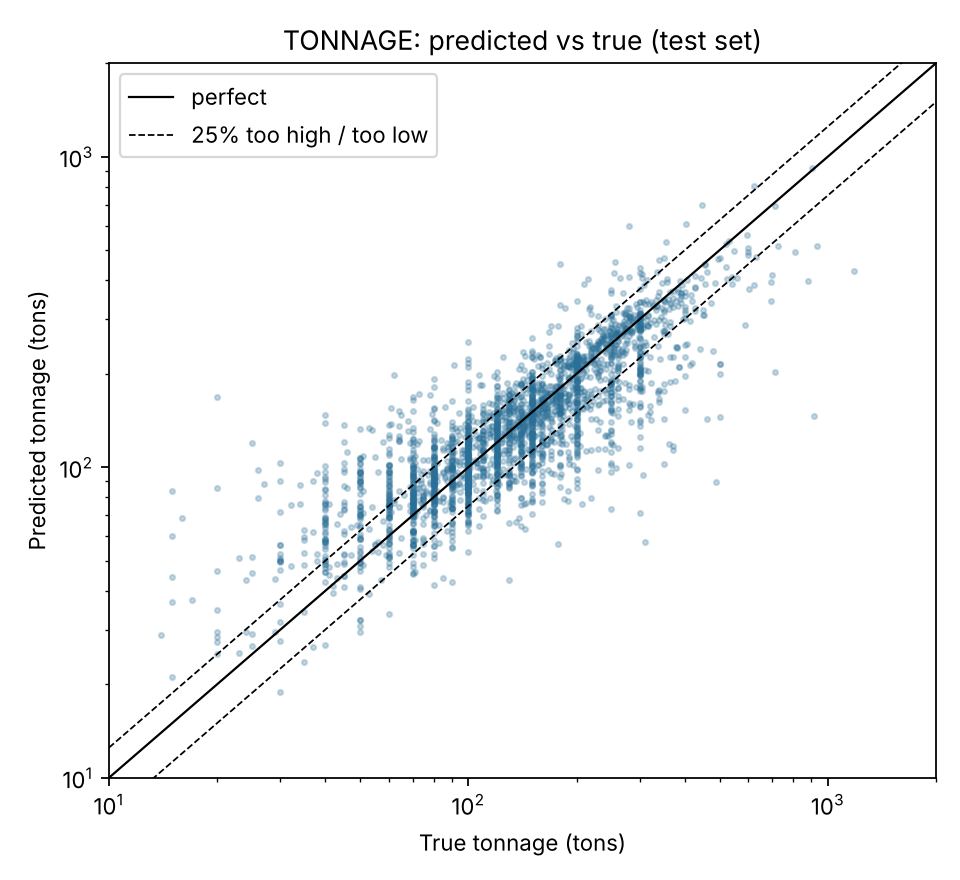 TONNAGE: predicted vs true (test set)
perfect
25% too high / too low
Predicted tonnage (tons)
10³
10²
10¹
10¹ 10² 10³
True tonnage (tons)